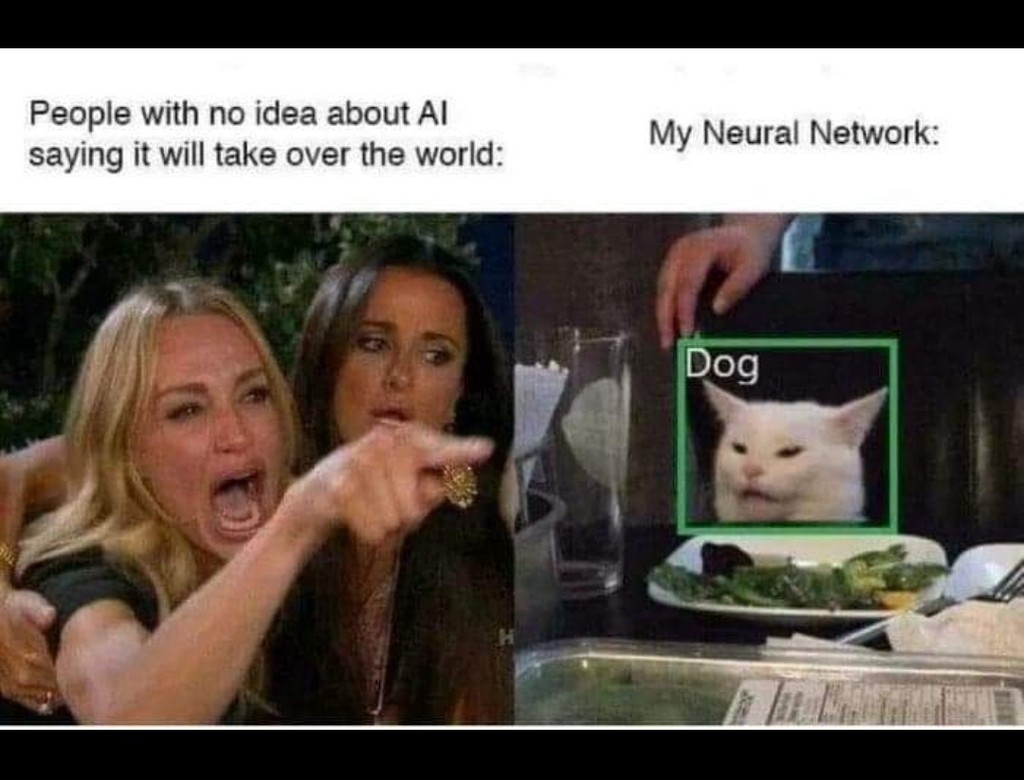 People with no idea about AI
saying it will take over the world:
My Neural Network:
Dog